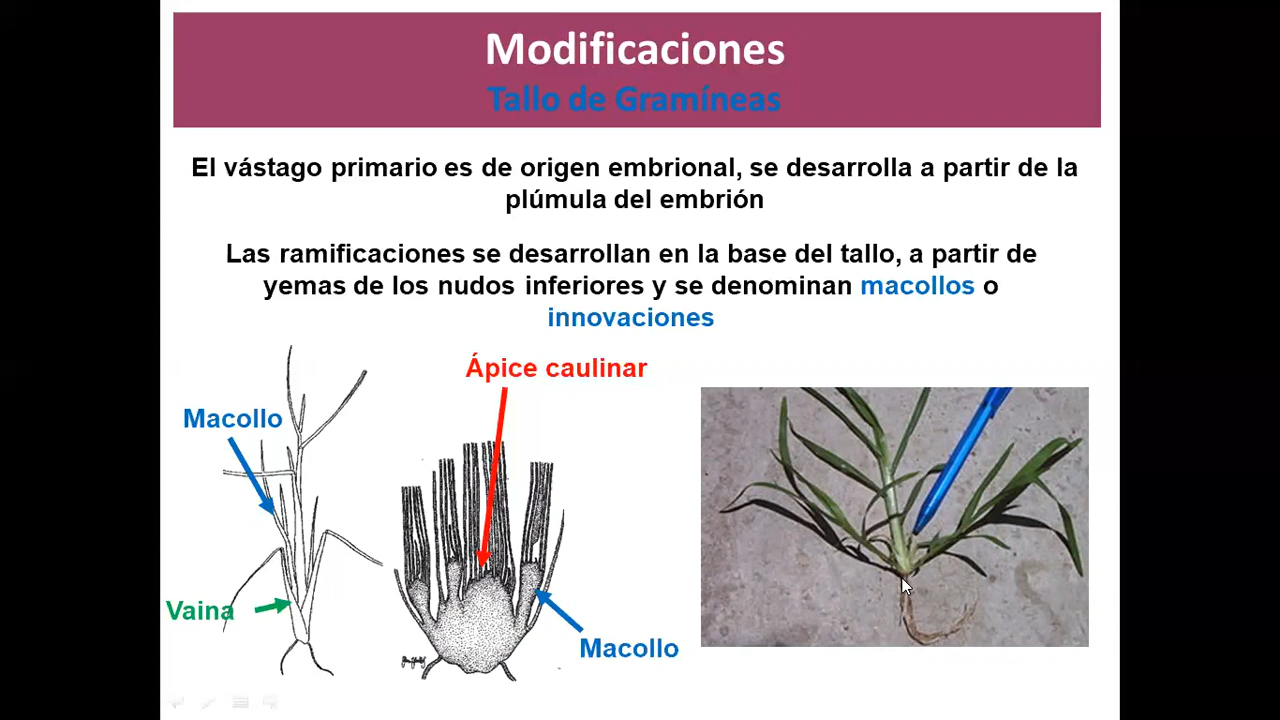 Modificaciones
Tallo de Gramíneas
El vástago primario es de origen embrional, se desarrolla a partir de la
plúmula del embrión
Las ramificaciones se desarrollan en la base del tallo, a partir de
yemas de los nudos inferiores y se denominan macollos o
innovaciones
Ápice caulinar
Macollo
Vaina
Macollo